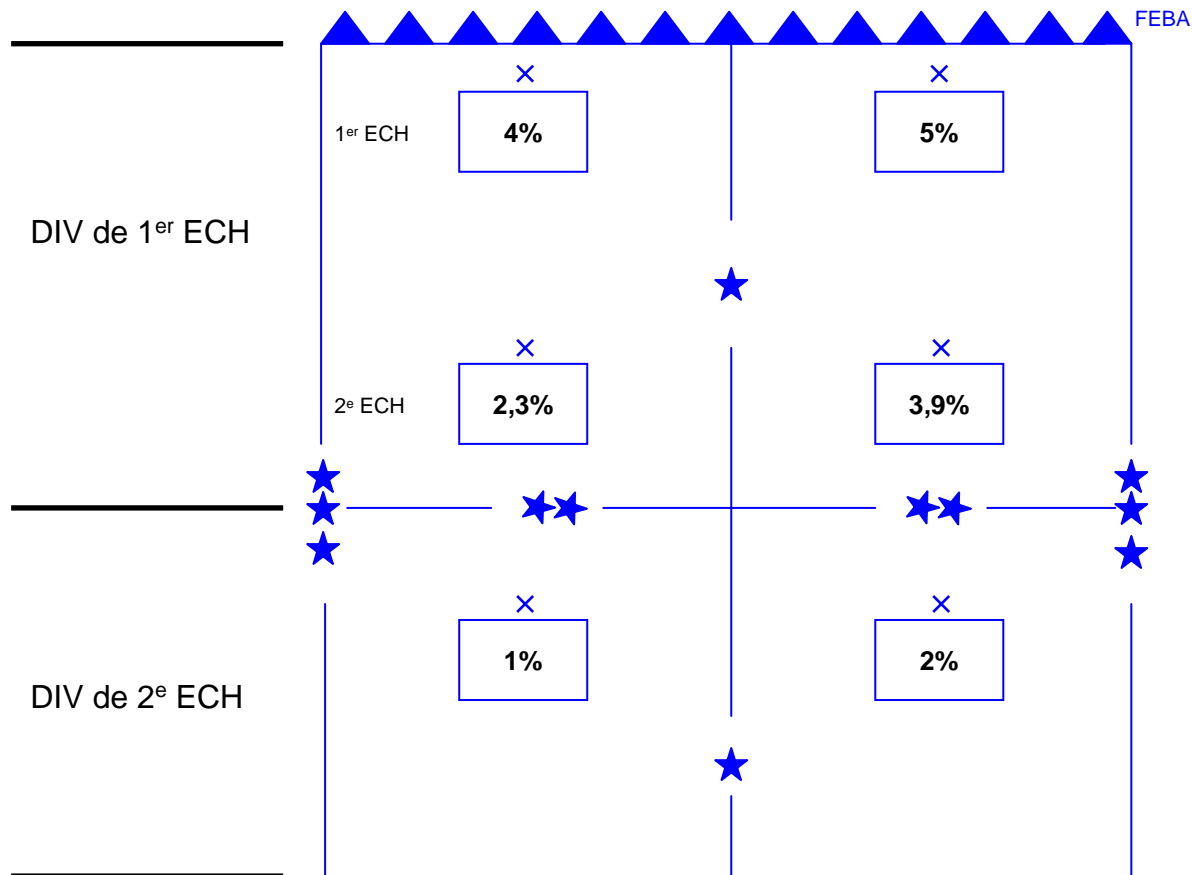 FEBA
1er ECH
4%
5%
DIV de 1er ECH
2e ECH
2,3%
3,9%
1%
2%
DIV de 2e ECH